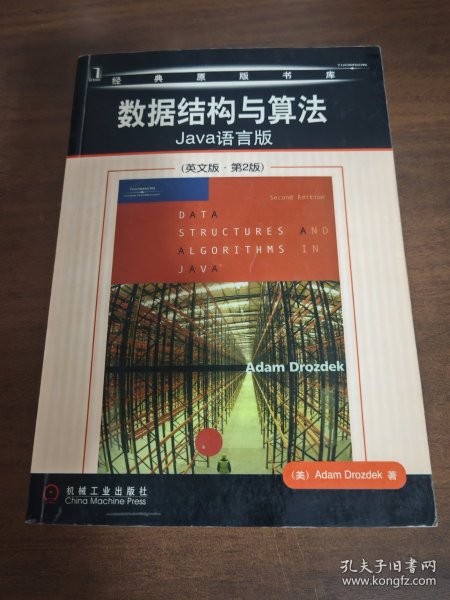 THOMSON
经典原版书库
数据结构与算法
Java语言版
(英文版·第2版)
THOMSON
Second Edition
DATA
STRUCTURES AND
ALGORITHMS IN
JAVA
Adam Drozdek
(美) Adam Drozdek 著
机械工业出版社
China Machine Press
孔夫子旧书网
www.kongfz.com